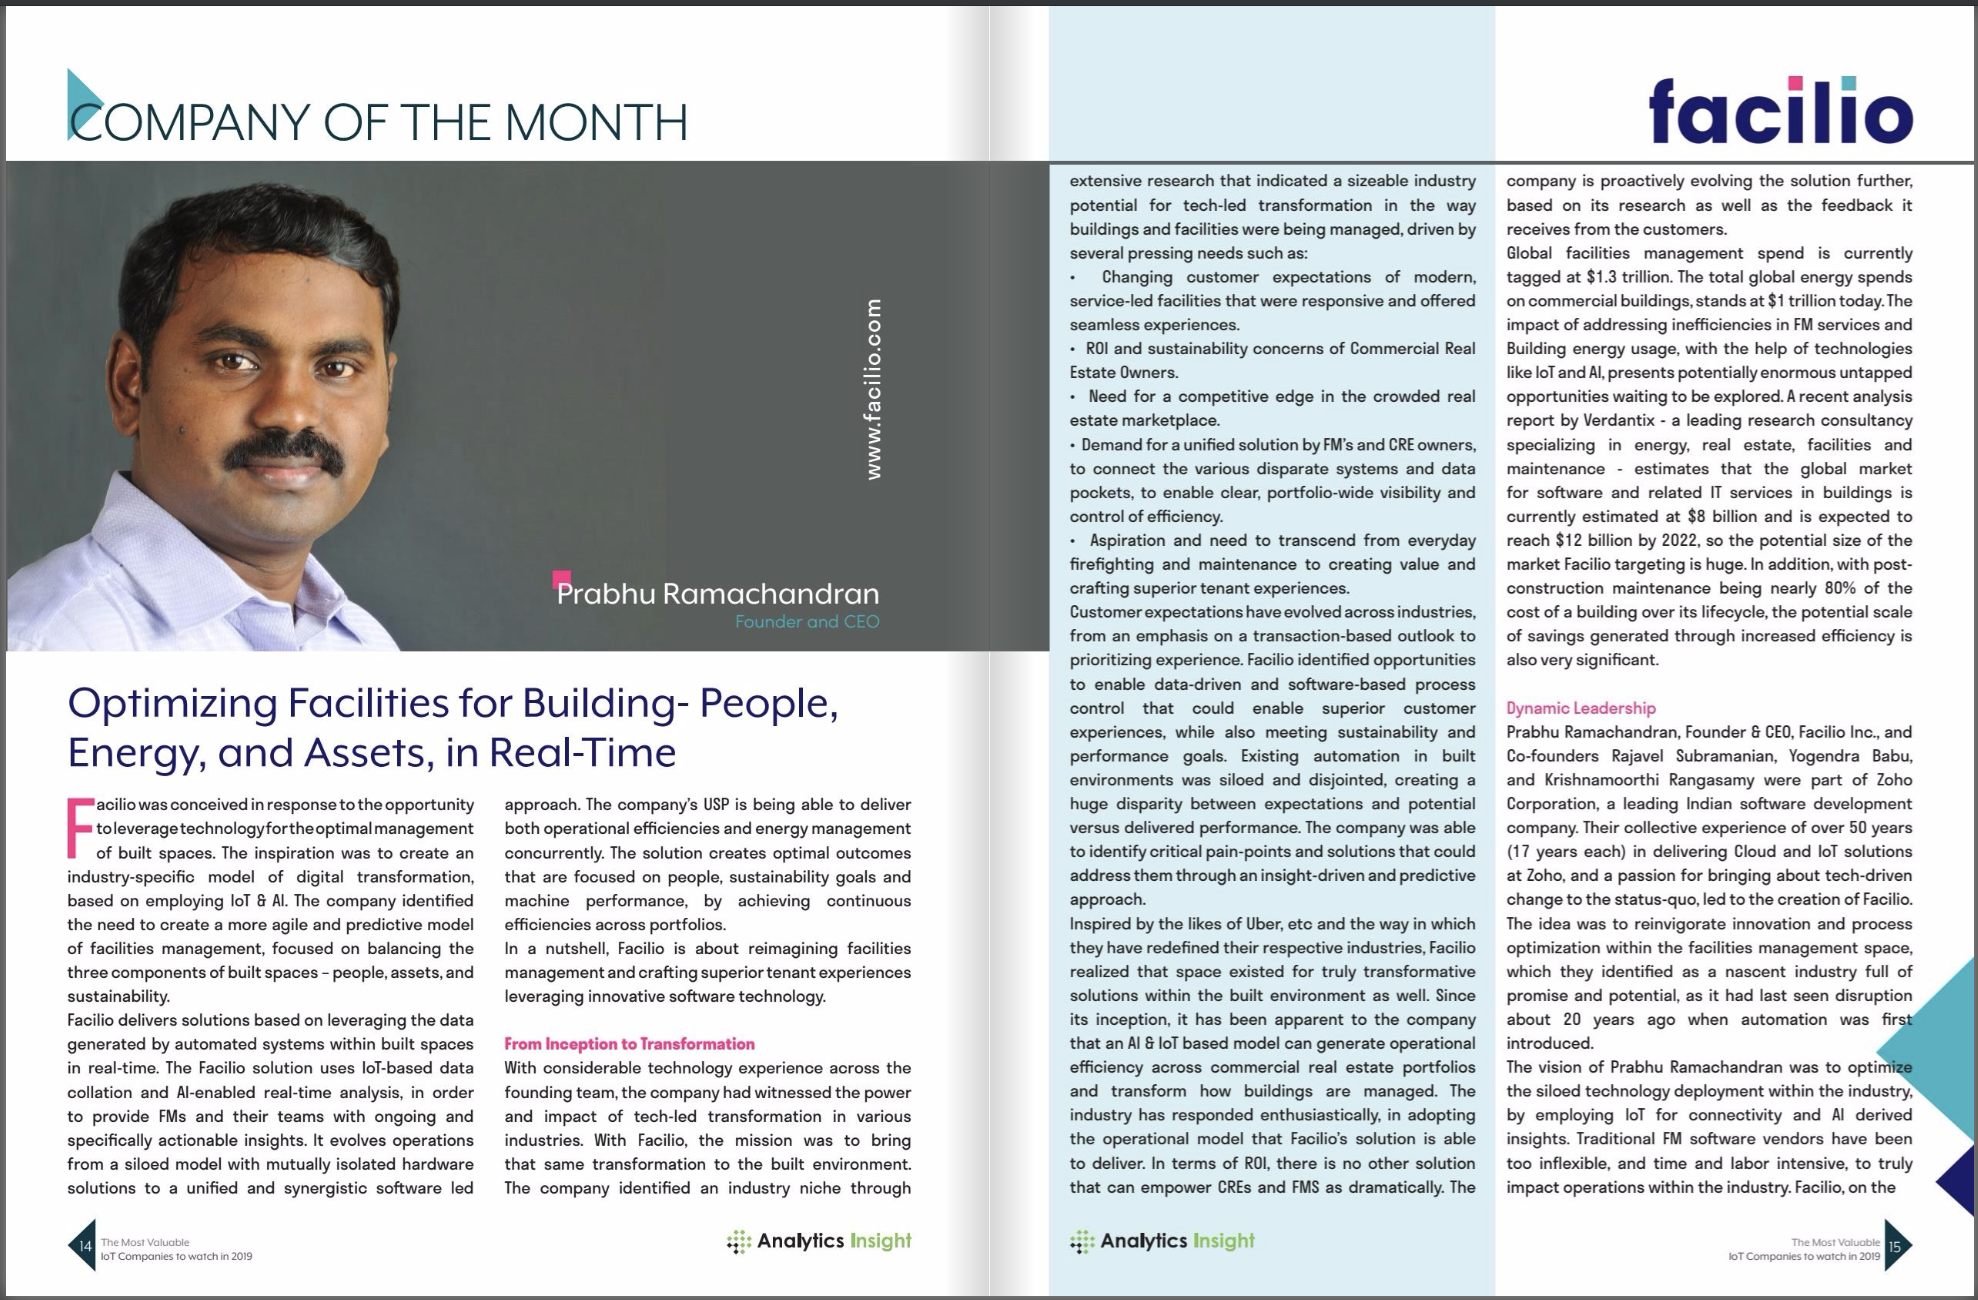 COMPANY OF THE MONTH
www.facilio.com
Prabhu Ramachandran
Founder and CEO
Optimizing Facilities for Building- People,
Energy, and Assets, in Real-Time
Facilio was conceived in response to the opportunity
to leverage technology for the optimal management
of built spaces. The inspiration was to create an
industry-specific model of digital transformation,
based on employing IoT & AI. The company identified
the need to create a more agile and predictive model
of facilities management, focused on balancing the
three components of built spaces – people, assets, and
sustainability.
Facilio delivers solutions based on leveraging the data
generated by automated systems within built spaces
in real-time. The Facilio solution uses IoT-based data
collation and AI-enabled real-time analysis, in order
to provide FMs and their teams with ongoing and
specifically actionable insights. It evolves operations
from a siloed model with mutually isolated hardware
solutions to a unified and synergistic software led
approach. The company's USP is being able to deliver
both operational efficiencies and energy management
concurrently. The solution creates optimal outcomes
that are focused on people, sustainability goals and
machine performance, by achieving continuous
efficiencies across portfolios.
In a nutshell, Facilio is about reimagining facilities
management and crafting superior tenant experiences
leveraging innovative software technology.
From Inception to Transformation
With considerable technology experience across the
founding team, the company had witnessed the power
and impact of tech-led transformation in various
industries. With Facilio, the mission was to bring
that same transformation to the built environment.
The company identified an industry niche through
14
The Most Valuable
IoT Companies to watch in 2019
Analytics Insight
facilio
extensive research that indicated a sizeable industry
potential for tech-led transformation in the way
buildings and facilities were being managed, driven by
several pressing needs such as:
• Changing customer expectations of modern,
service-led facilities that were responsive and offered
seamless experiences.
• ROI and sustainability concerns of Commercial Real
Estate Owners.
• Need for a competitive edge in the crowded real
estate marketplace.
• Demand for a unified solution by FM's and CRE owners,
to connect the various disparate systems and data
pockets, to enable clear, portfolio-wide visibility and
control of efficiency.
• Aspiration and need to transcend from everyday
firefighting and maintenance to creating value and
crafting superior tenant experiences.
Customer expectations have evolved across industries,
from an emphasis on a transaction-based outlook to
prioritizing experience. Facilio identified opportunities
to enable data-driven and software-based process
control that could enable superior customer
experiences, while also meeting sustainability and
performance goals. Existing automation in built
environments was siloed and disjointed, creating a
huge disparity between expectations and potential
versus delivered performance. The company was able
to identify critical pain-points and solutions that could
address them through an insight-driven and predictive
approach.
Inspired by the likes of Uber, etc and the way in which
they have redefined their respective industries, Facilio
realized that space existed for truly transformative
solutions within the built environment as well. Since
its inception, it has been apparent to the company
that an AI & IoT based model can generate operational
efficiency across commercial real estate portfolios
and transform how buildings are managed. The
industry has responded enthusiastically, in adopting
the operational model that Facilio's solution is able
to deliver. In terms of ROI, there is no other solution
that can empower CREs and FMS as dramatically. The
company is proactively evolving the solution further,
based on its research as well as the feedback it
receives from the customers.
Global facilities management spend is currently
tagged at $1.3 trillion. The total global energy spends
on commercial buildings, stands at $1 trillion today. The
impact of addressing inefficiencies in FM services and
Building energy usage, with the help of technologies
like IoT and AI, presents potentially enormous untapped
opportunities waiting to be explored. A recent analysis
report by Verdantix - a leading research consultancy
specializing in energy, real estate, facilities and
maintenance - estimates that the global market
for software and related IT services in buildings is
currently estimated at $8 billion and is expected to
reach $12 billion by 2022, so the potential size of the
market Facilio targeting is huge. In addition, with post-
construction maintenance being nearly 80% of the
cost of a building over its lifecycle, the potential scale
of savings generated through increased efficiency is
also very significant.
Dynamic Leadership
Prabhu Ramachandran, Founder & CEO, Facilio Inc., and
Co-founders Rajavel Subramanian, Yogendra Babu,
and Krishnamoorthi Rangasamy were part of Zoho
Corporation, a leading Indian software development
company. Their collective experience of over 50 years
(17 years each) in delivering Cloud and IoT solutions
at Zoho, and a passion for bringing about tech-driven
change to the status-quo, led to the creation of Facilio.
The idea was to reinvigorate innovation and process
optimization within the facilities management space,
which they identified as a nascent industry full of
promise and potential, as it had last seen disruption
about 20 years ago when automation was first
introduced.
The vision of Prabhu Ramachandran was to optimize
the siloed technology deployment within the industry,
by employing IoT for connectivity and AI derived
insights. Traditional FM software vendors have been
too inflexible, and time and labor intensive, to truly
impact operations within the industry. Facilio, on the
Analytics Insight
The Most Valuable
IoT Companies to watch in 2019
15